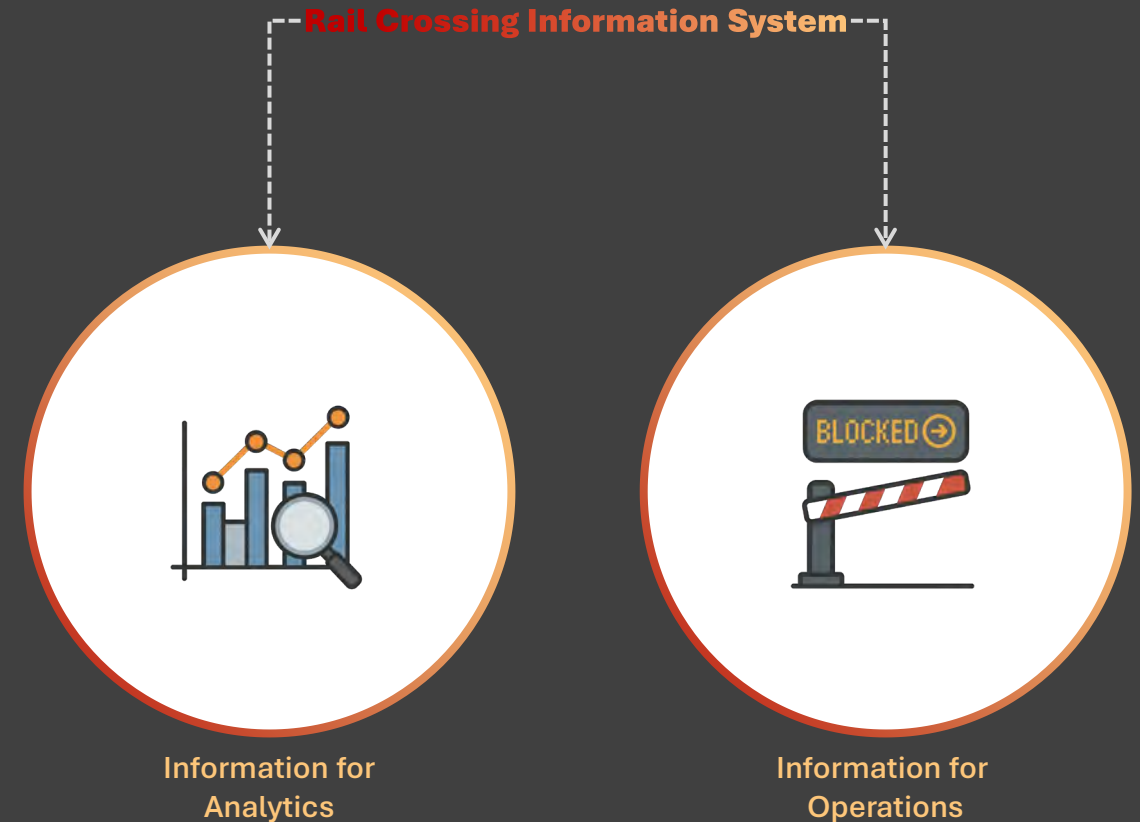 Rail Crossing Information System
BLOCKED
Information for
Analytics
Information for
Operations